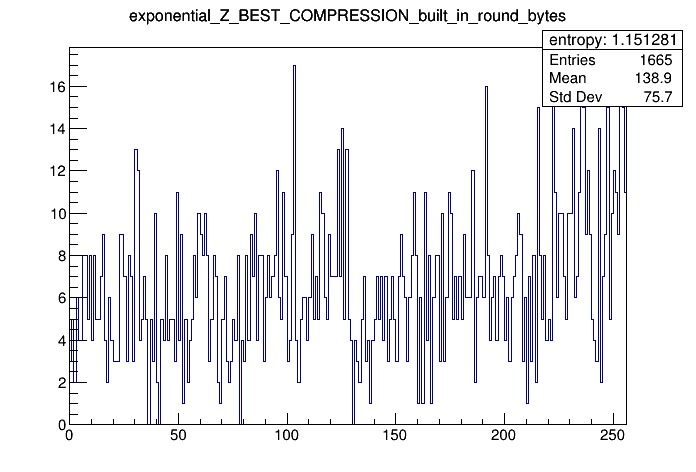 exponential_Z_BEST_COMPRESSION_built_in_round_bytes
entropy: 1.151281
Entries 1665
Mean 138.9
Std Dev 75.7
16
14
12
10
8
6
4
2
0
0 50 100 150 200 250